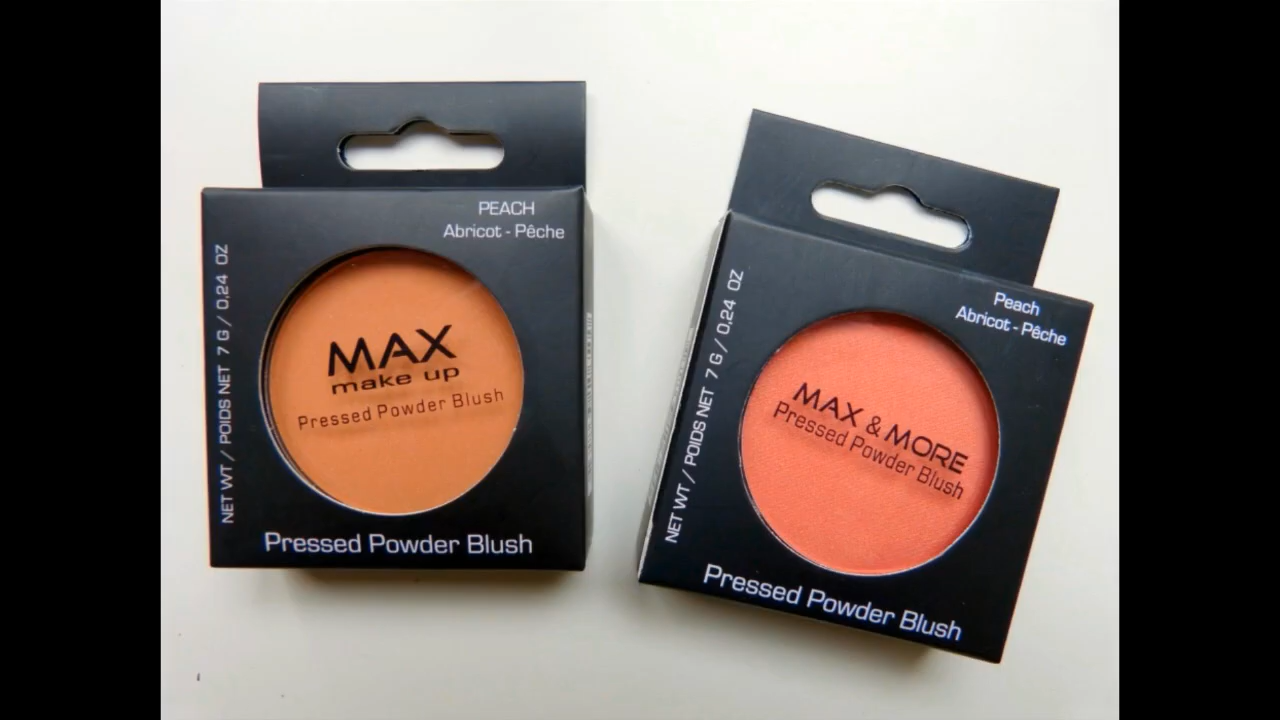 PEACH
Abricot - Pêche
NET WT / POIDS NET 7 G / 0,24 OZ
MAX
make up
Pressed Powder Blush
Pressed Powder Blush
Peach
Abricot - Pêche
NET WT / POIDS NET 7 G / 0,24 OZ
MAX & MORE
Pressed Powder Blush
Pressed Powder Blush